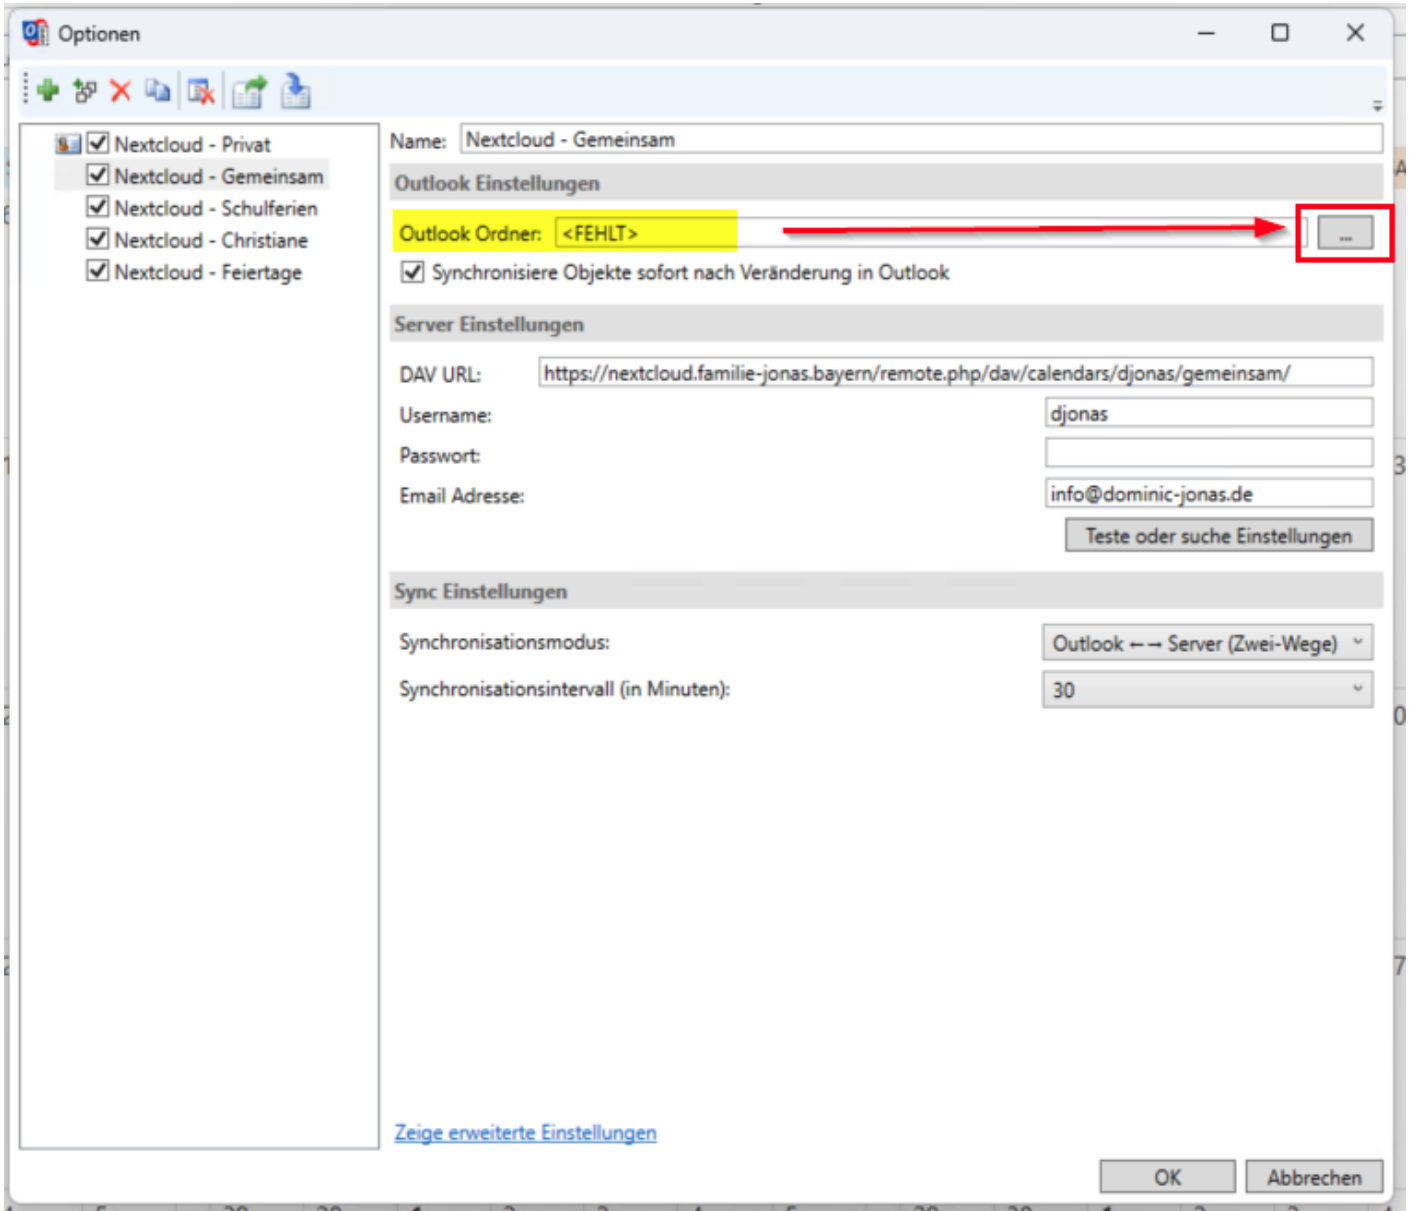 Optionen
Nextcloud - Privat
Nextcloud - Gemeinsam
Nextcloud - Schulferien
Nextcloud - Christiane
Nextcloud - Feiertage
Name: Nextcloud - Gemeinsam
Outlook Einstellungen
Outlook Ordner: <FEHLT> ...
Synchronisiere Objekte sofort nach Veränderung in Outlook
Server Einstellungen
DAV URL: https://nextcloud.familie-jonas.bayern/remote.php/dav/calendars/djonas/gemeinsam/
Username: djonas
Passwort:
Email Adresse: info@dominic-jonas.de
Teste oder suche Einstellungen
Sync Einstellungen
Synchronisationsmodus: Outlook ←→ Server (Zwei-Wege)
Synchronisationsintervall (in Minuten): 30
Zeige erweiterte Einstellungen
OK Abbrechen